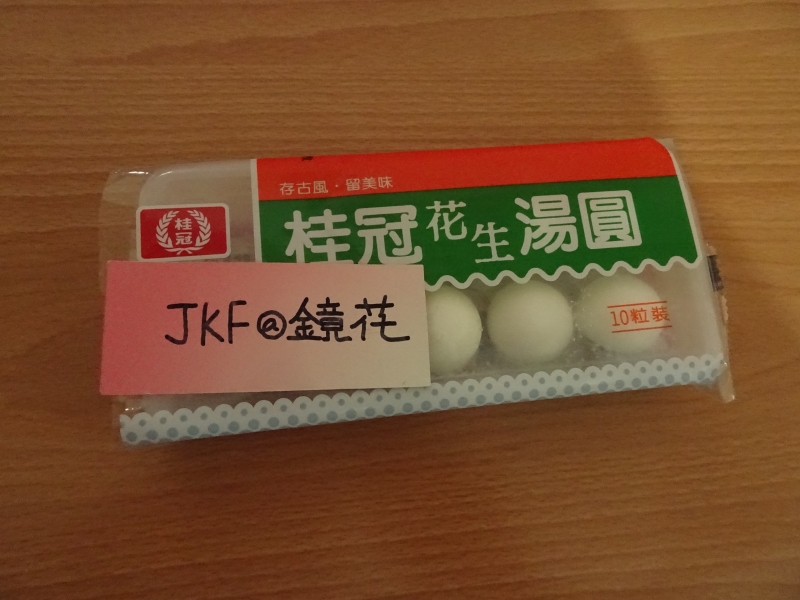 存古風・留美味
桂冠
桂冠花生湯圓
JKF@鏡花
10粒裝